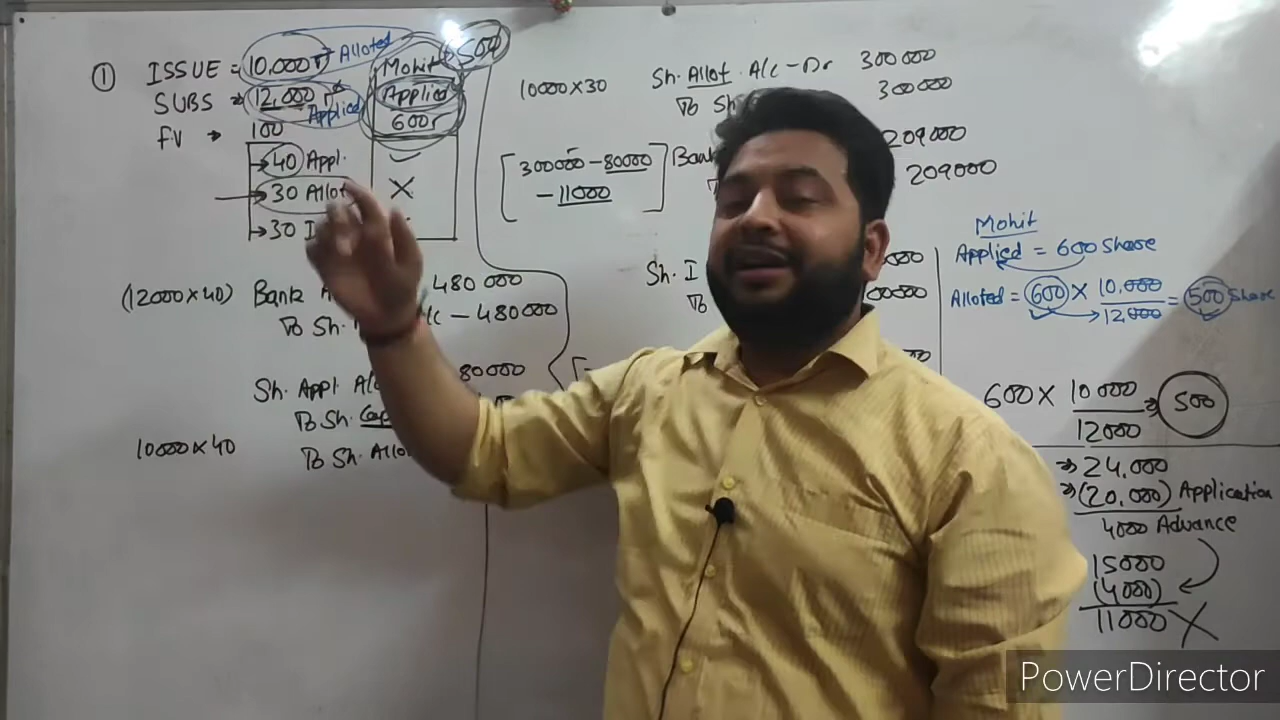 ① ISSUE = 10,000 → Alloted
SUBS → 12,000 → Applied
FV → 100
→ 40 Appl.
→ 30 Allot
→ 30 I
Mohit
Applied
600
500
(12000×40) Bank A 480 000
To Sh. A/c – 480000
Sh. Appl. A/c 80000
To Sh. Cap
10000×40 To Sh. Allo
10000×30 Sh. Allot. A/c – Dr 300000
To Sh 300000
[300000 – 80000 – 11000] Bank 209000
209000
Sh. I 000
To 00000
Mohit
Applied = 600 Share
Alloted = 600 × 10,000/12000 = 500 Share
600 × 10000/12000 → 500
→ 24,000
→ (20,000) Application
4000 Advance
15000
(4000)
11000 X
PowerDirector